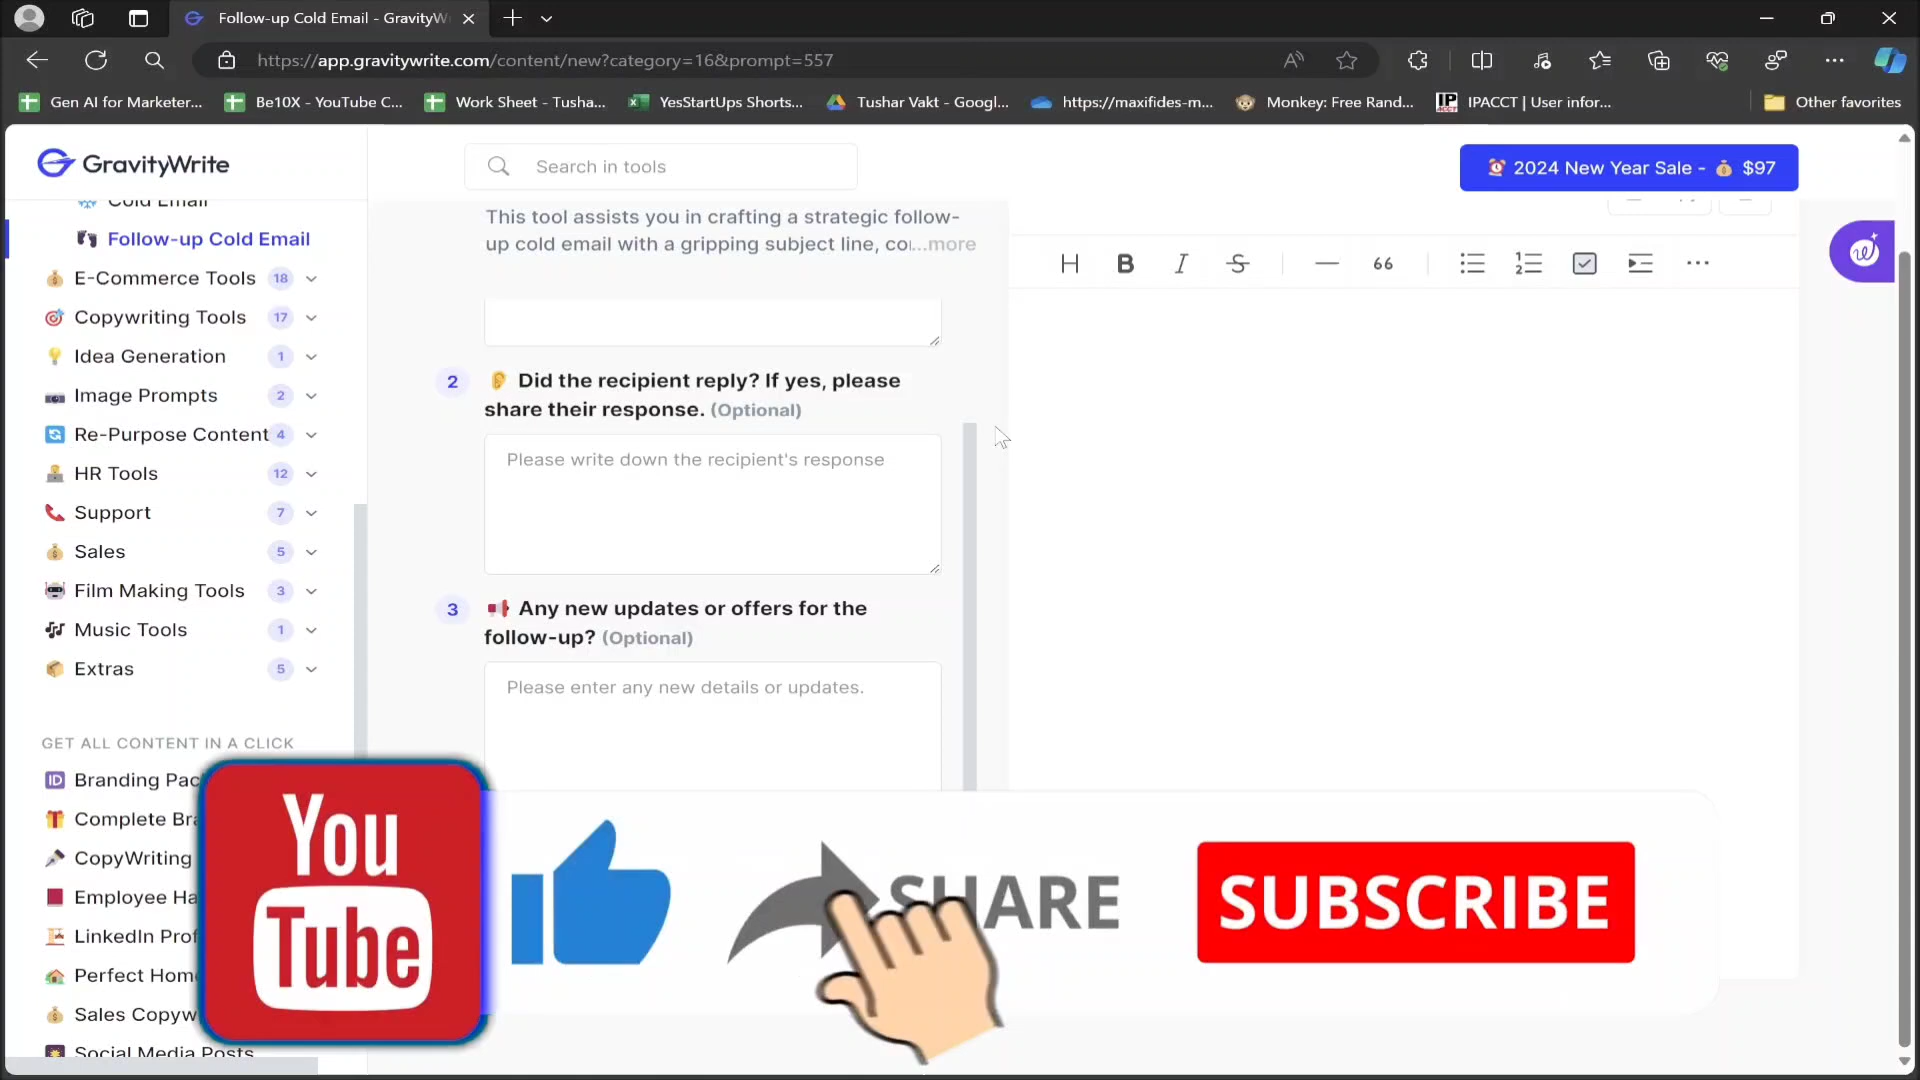 Follow-up Cold Email - GravityW
https://app.gravitywrite.com/content/new?category=16&prompt=557
Gen AI for Marketer...
Be10X - YouTube C...
Work Sheet - Tusha...
YesStartUps Shorts...
Tushar Vakt - Googl...
https://maxifides-m...
Monkey: Free Rand...
IPACCT | User infor...
Other favorites
GravityWrite
Search in tools
2024 New Year Sale - $97
Cold Email
Follow-up Cold Email
E-Commerce Tools 18
Copywriting Tools 17
Idea Generation 1
Image Prompts 2
Re-Purpose Content 4
HR Tools 12
Support 7
Sales 5
Film Making Tools 3
Music Tools 1
Extras 5
GET ALL CONTENT IN A CLICK
Branding Pac
Complete Bra
CopyWriting
Employee Ha
LinkedIn Prof
Perfect Hom
Sales Copyw
Social Media Posts
This tool assists you in crafting a strategic follow-
up cold email with a gripping subject line, co...more
2 Did the recipient reply? If yes, please
share their response. (Optional)
Please write down the recipient's response
3 Any new updates or offers for the
follow-up? (Optional)
Please enter any new details or updates.
H B I S 66
You
Tube
SHARE
SUBSCRIBE